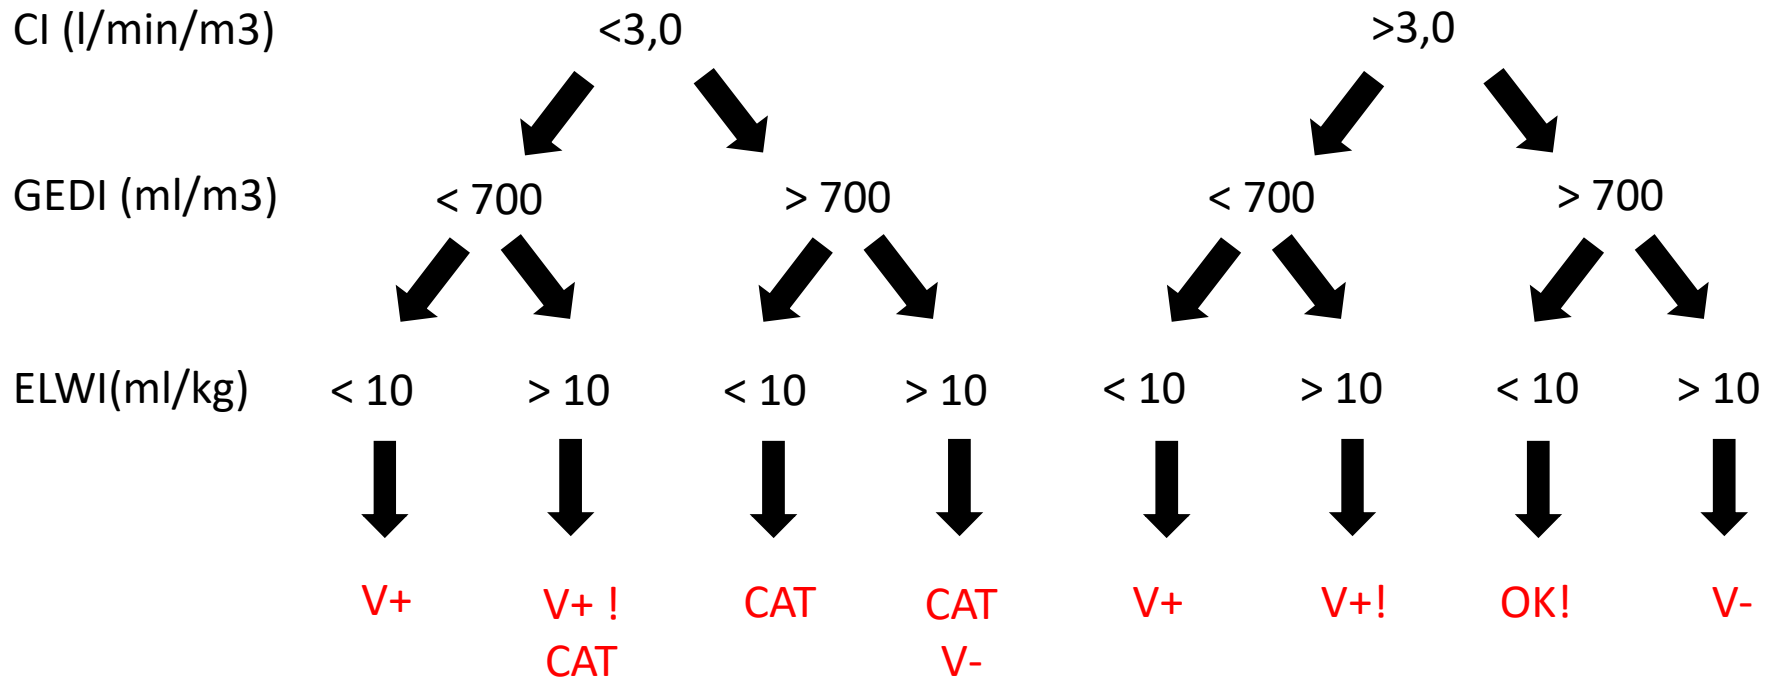 CI (l/min/m3) <3,0 >3,0
GEDI (ml/m3) < 700 > 700 < 700 > 700
ELWI(ml/kg) < 10 > 10 < 10 > 10 < 10 > 10 < 10 > 10
V+ V+ ! CAT CAT V+ V+! OK! V-
CAT V-